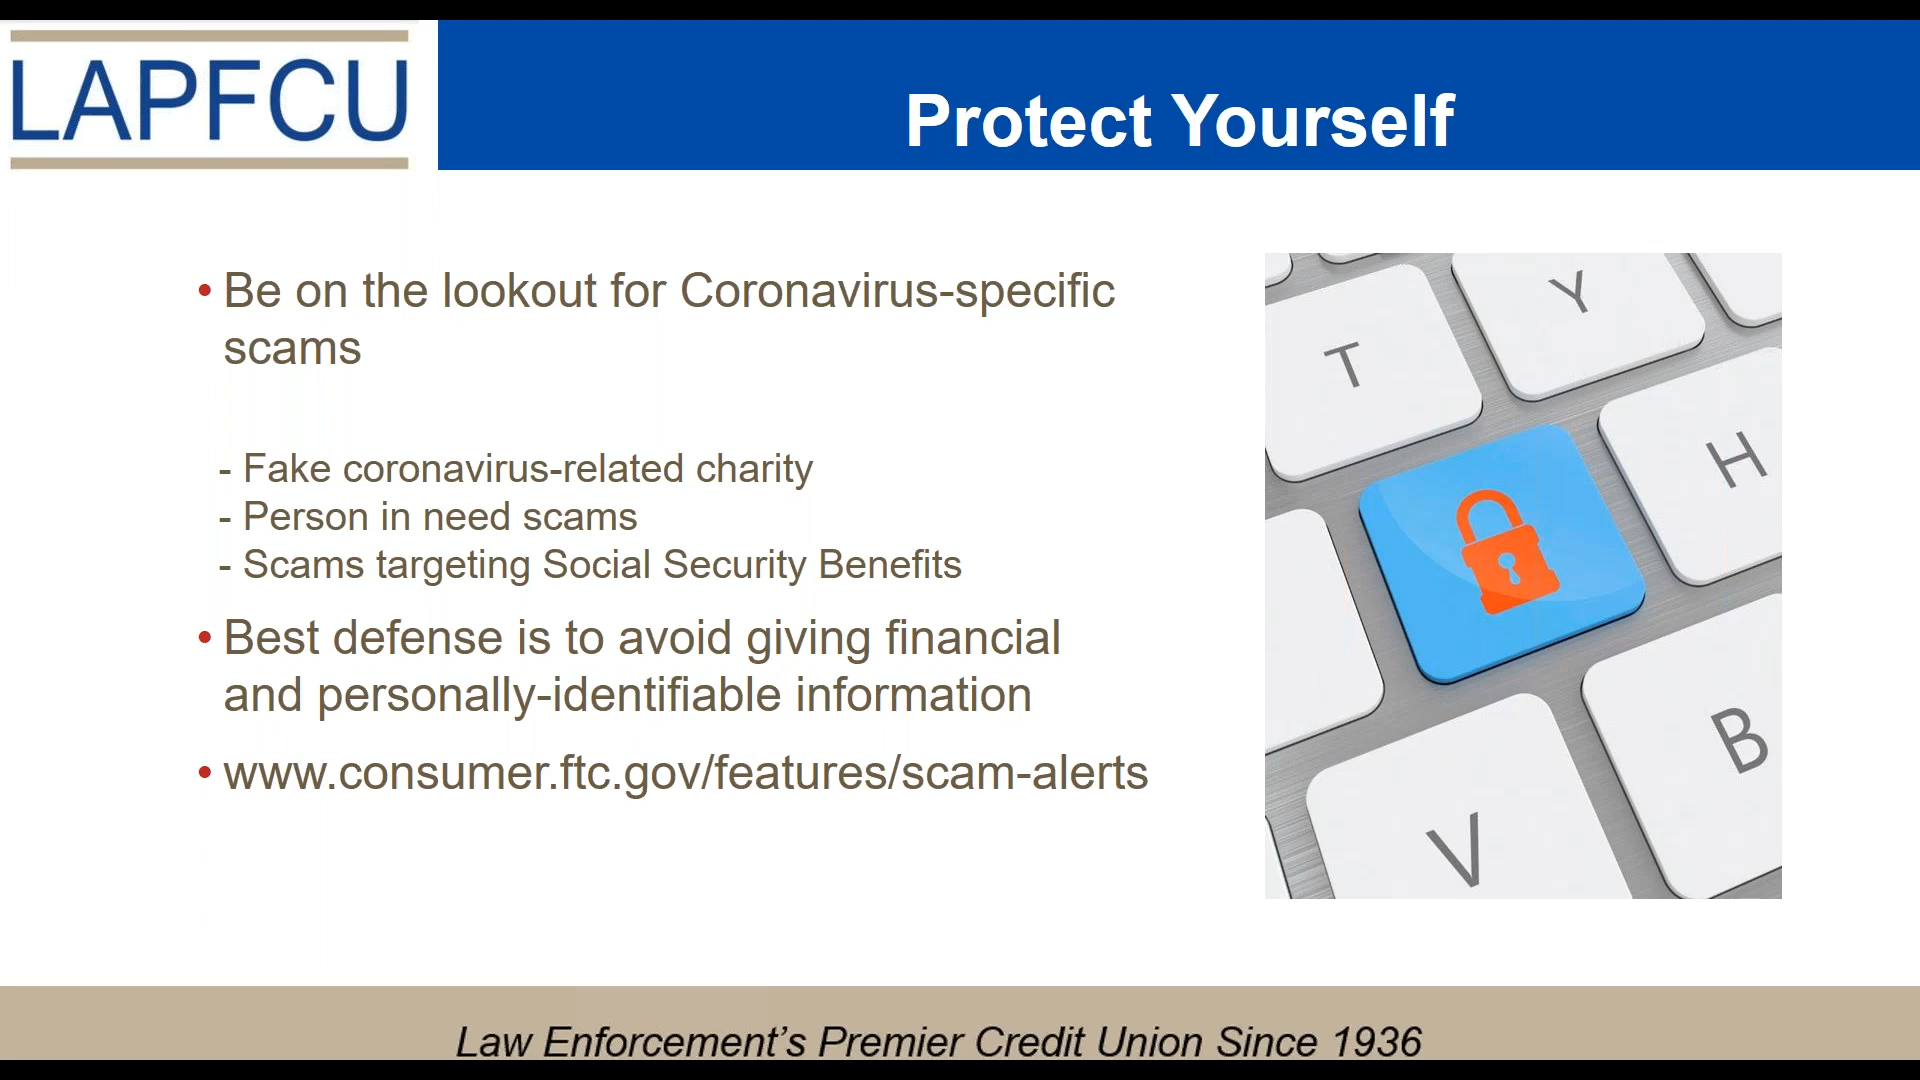 LAPFCU
Protect Yourself
• Be on the lookout for Coronavirus-specific
scams
- Fake coronavirus-related charity
- Person in need scams
- Scams targeting Social Security Benefits
• Best defense is to avoid giving financial
and personally-identifiable information
• www.consumer.ftc.gov/features/scam-alerts
T
Y
H
B
V
Law Enforcement’s Premier Credit Union Since 1936